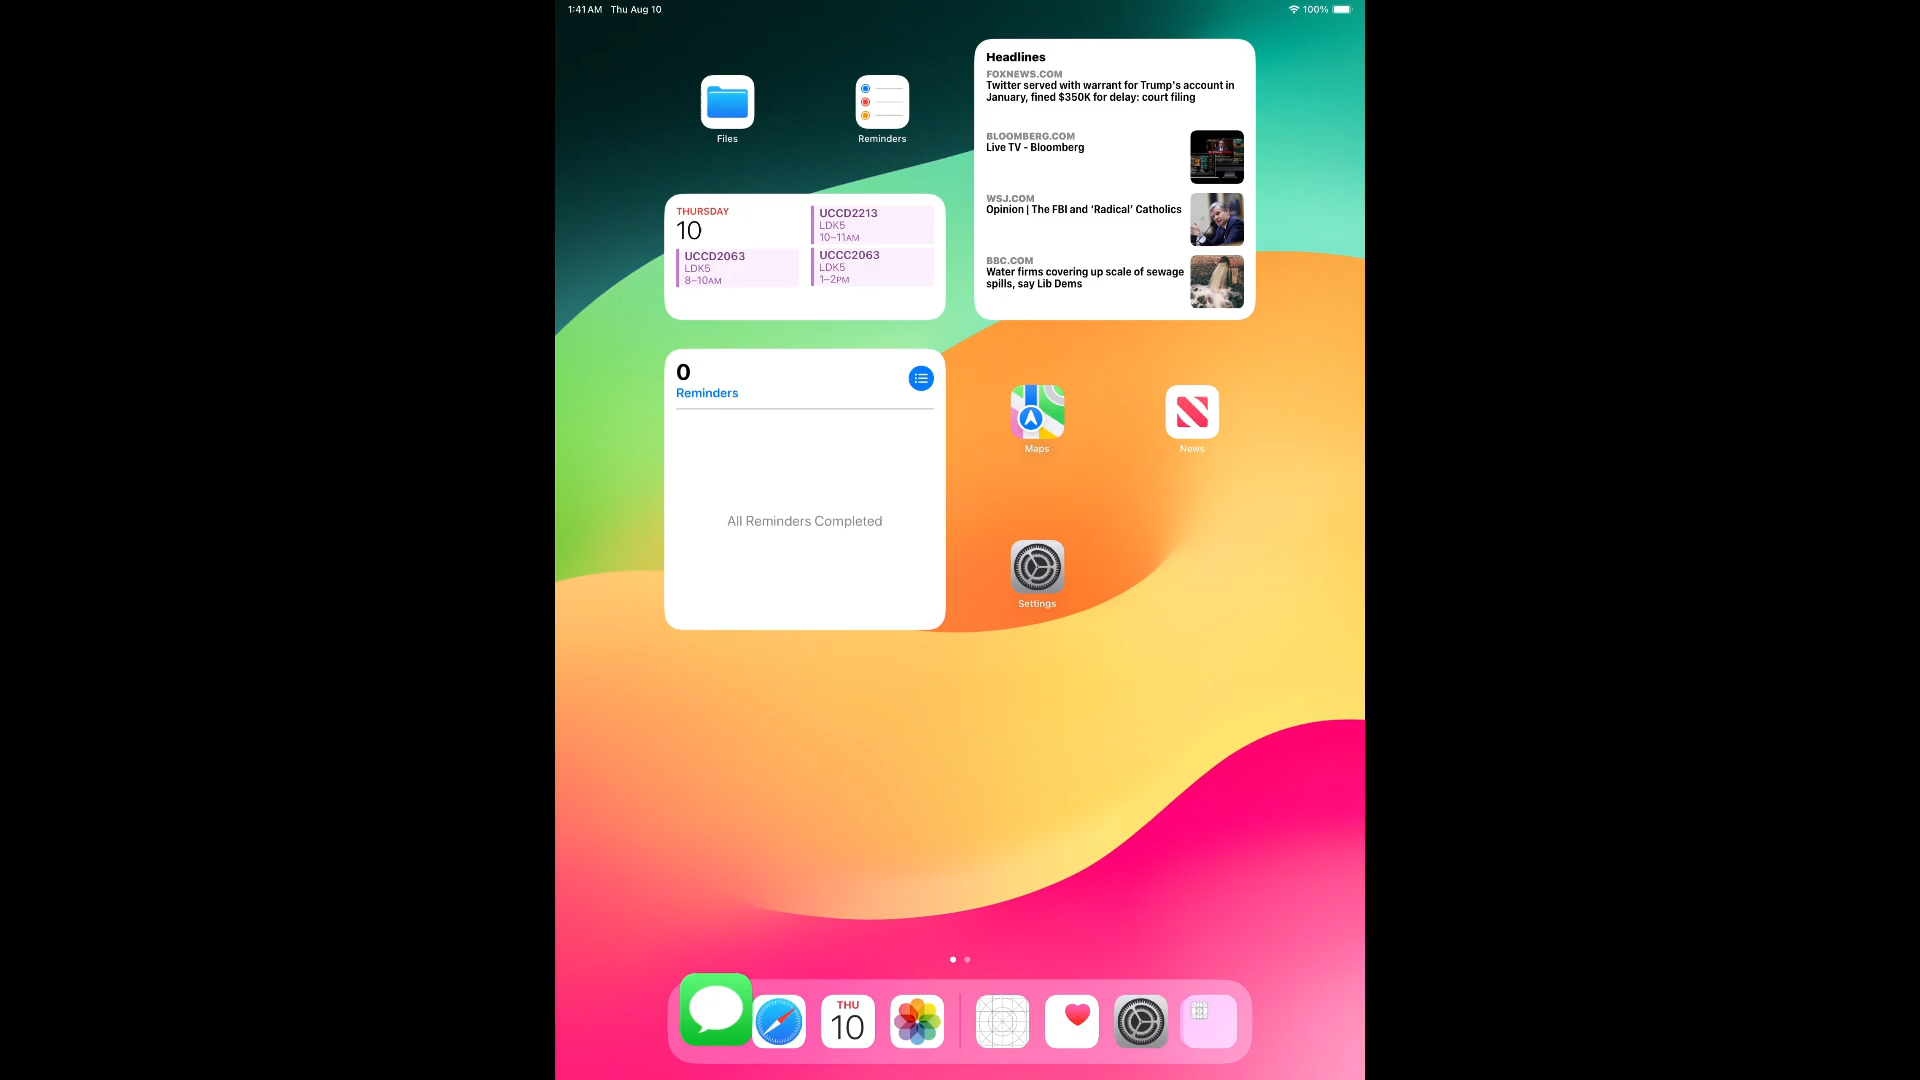 1:41 AM Thu Aug 10
100%
Files
Reminders
Headlines
FOXNEWS.COM
Twitter served with warrant for Trump's account in
January, fined $350K for delay: court filing
BLOOMBERG.COM
Live TV - Bloomberg
WSJ.COM
Opinion | The FBI and ‘Radical’ Catholics
BBC.COM
Water firms covering up scale of sewage
spills, say Lib Dems
THURSDAY
10
UCCD2063
LDK5
8–10AM
UCCD2213
LDK5
10–11AM
UCCC2063
LDK5
1–2PM
0
Reminders
All Reminders Completed
Maps
News
Settings
THU
10